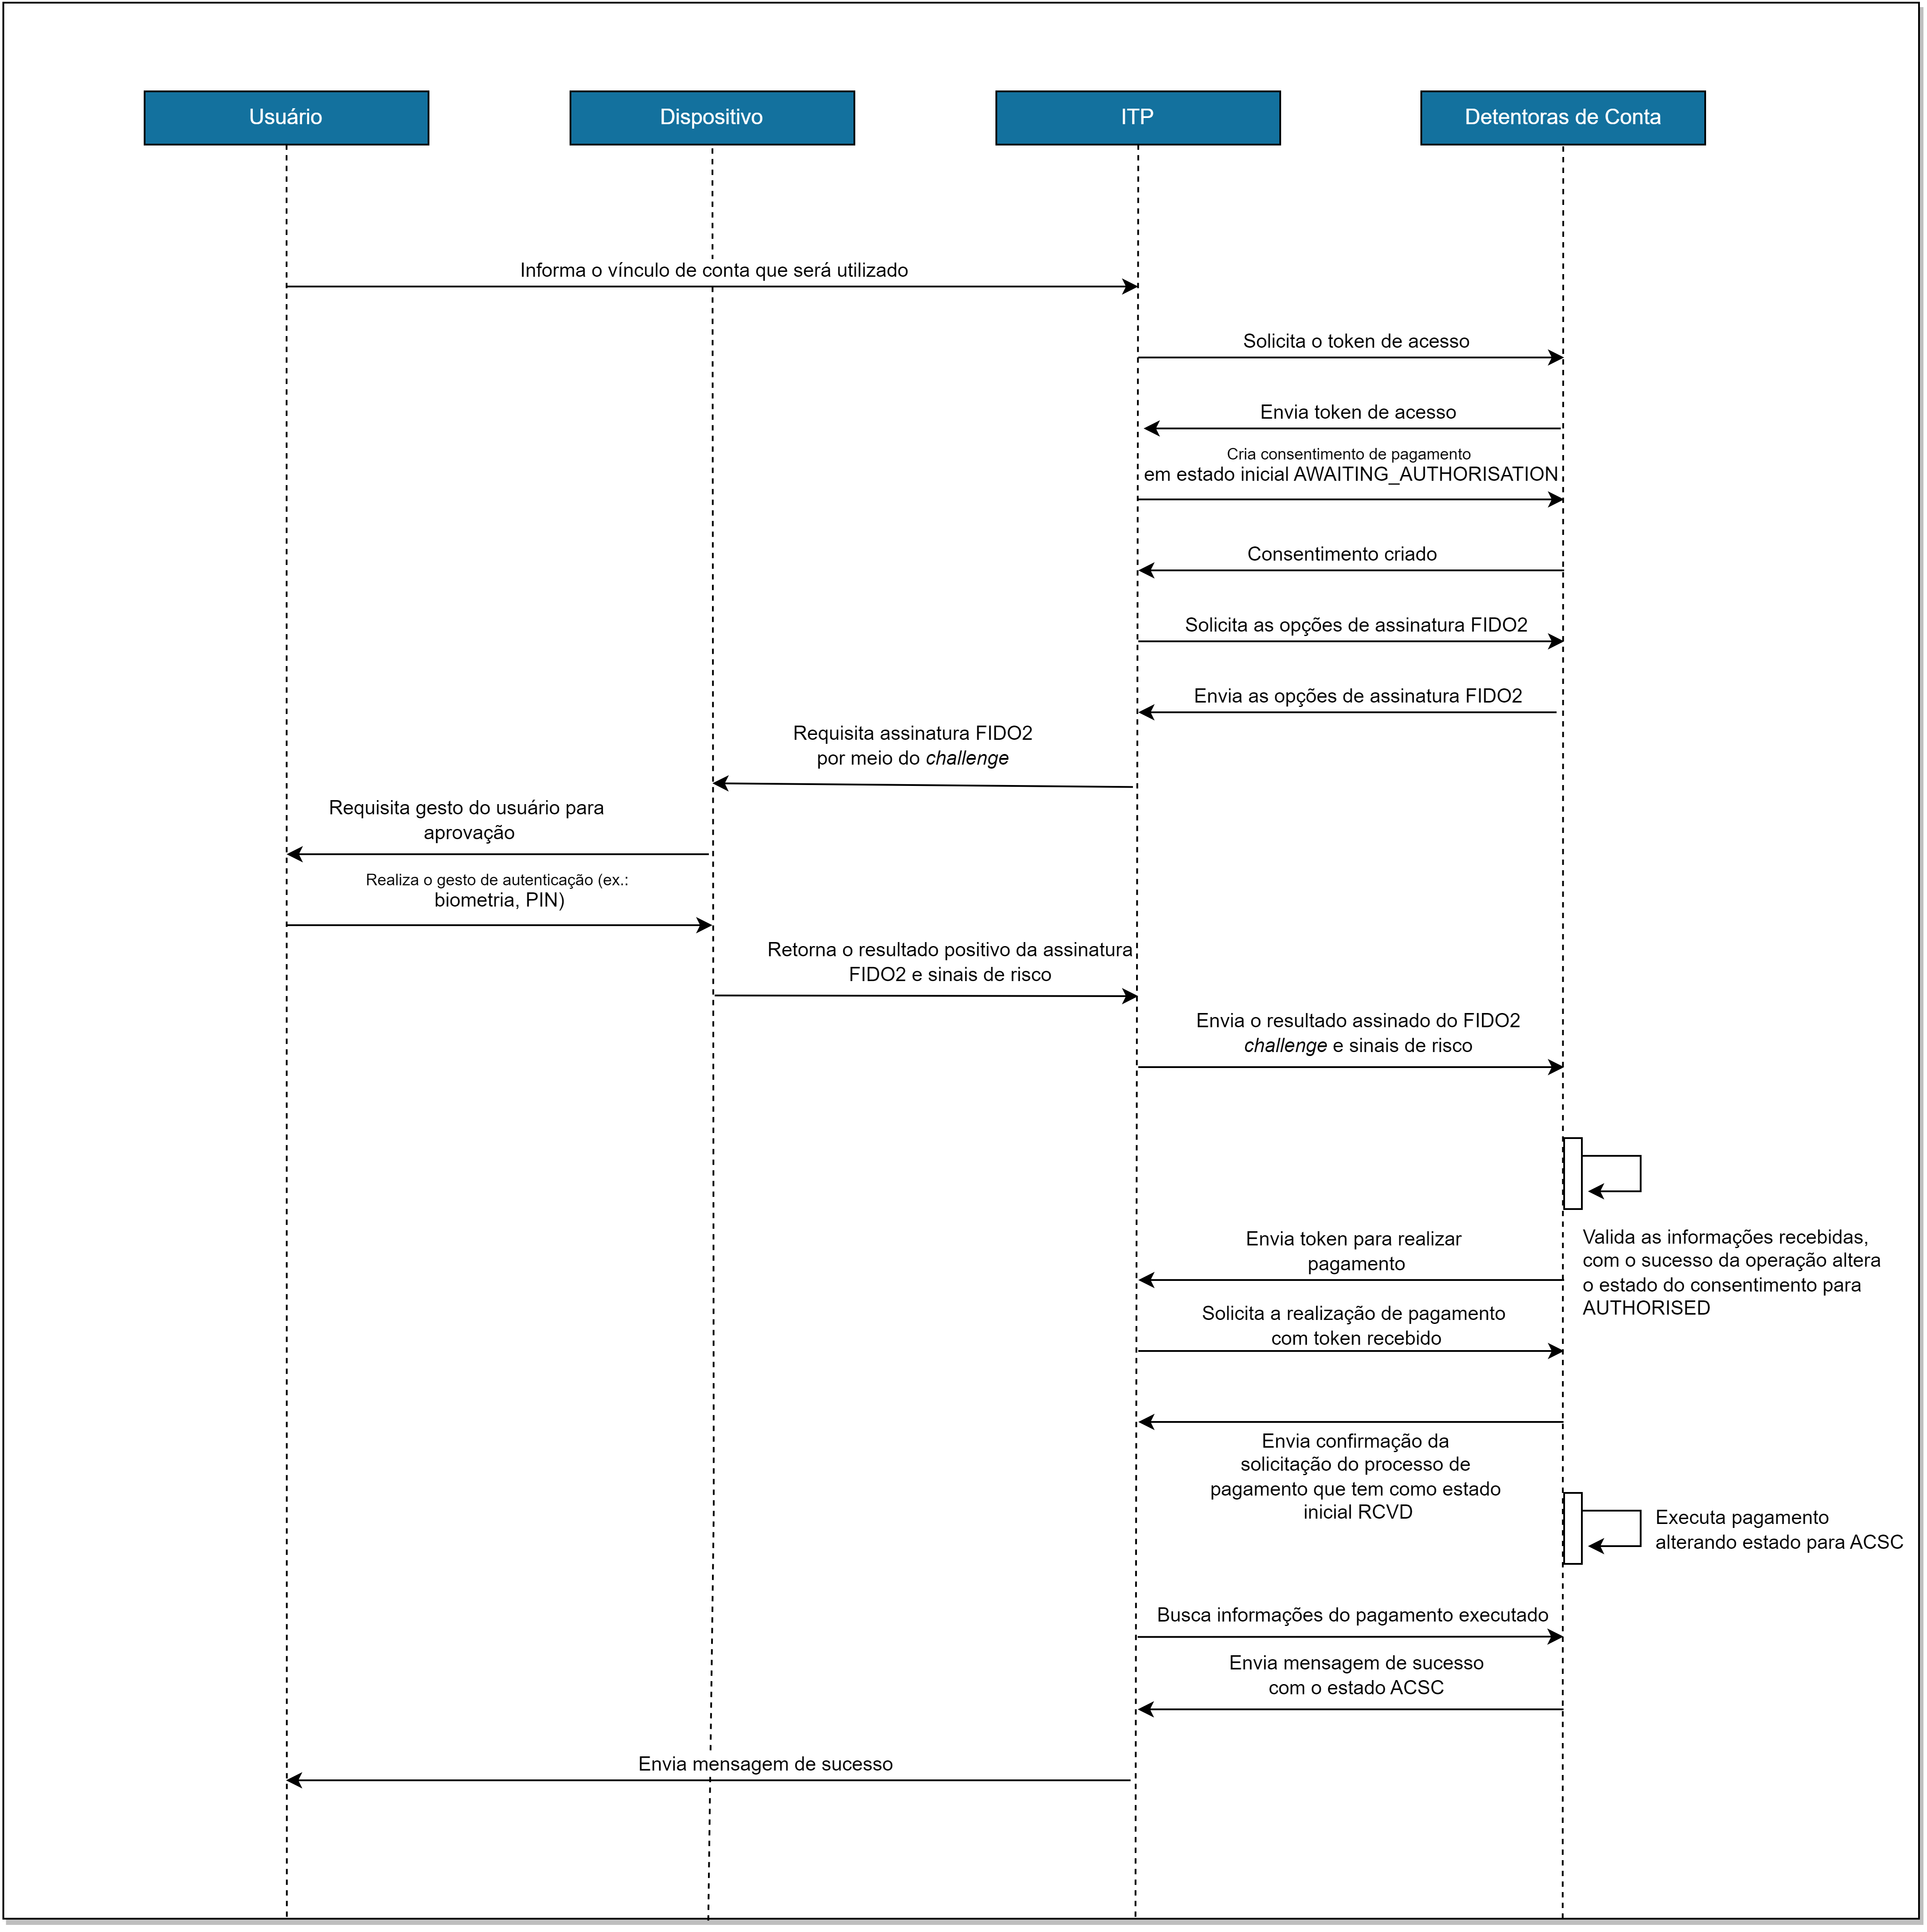 Usuário
Dispositivo
ITP
Detentoras de Conta
Informa o vínculo de conta que será utilizado
Solicita o token de acesso
Envia token de acesso
Cria consentimento de pagamento
em estado inicial AWAITING_AUTHORISATION
Consentimento criado
Solicita as opções de assinatura FIDO2
Envia as opções de assinatura FIDO2
Requisita assinatura FIDO2
por meio do challenge
Requisita gesto do usuário para
aprovação
Realiza o gesto de autenticação (ex.:
biometria, PIN)
Retorna o resultado positivo da assinatura
FIDO2 e sinais de risco
Envia o resultado assinado do FIDO2
challenge e sinais de risco
Valida as informações recebidas,
com o sucesso da operação altera
o estado do consentimento para
AUTHORISED
Envia token para realizar
pagamento
Solicita a realização de pagamento
com token recebido
Envia confirmação da
solicitação do processo de
pagamento que tem como estado
inicial RCVD
Executa pagamento
alterando estado para ACSC
Busca informações do pagamento executado
Envia mensagem de sucesso
com o estado ACSC
Envia mensagem de sucesso